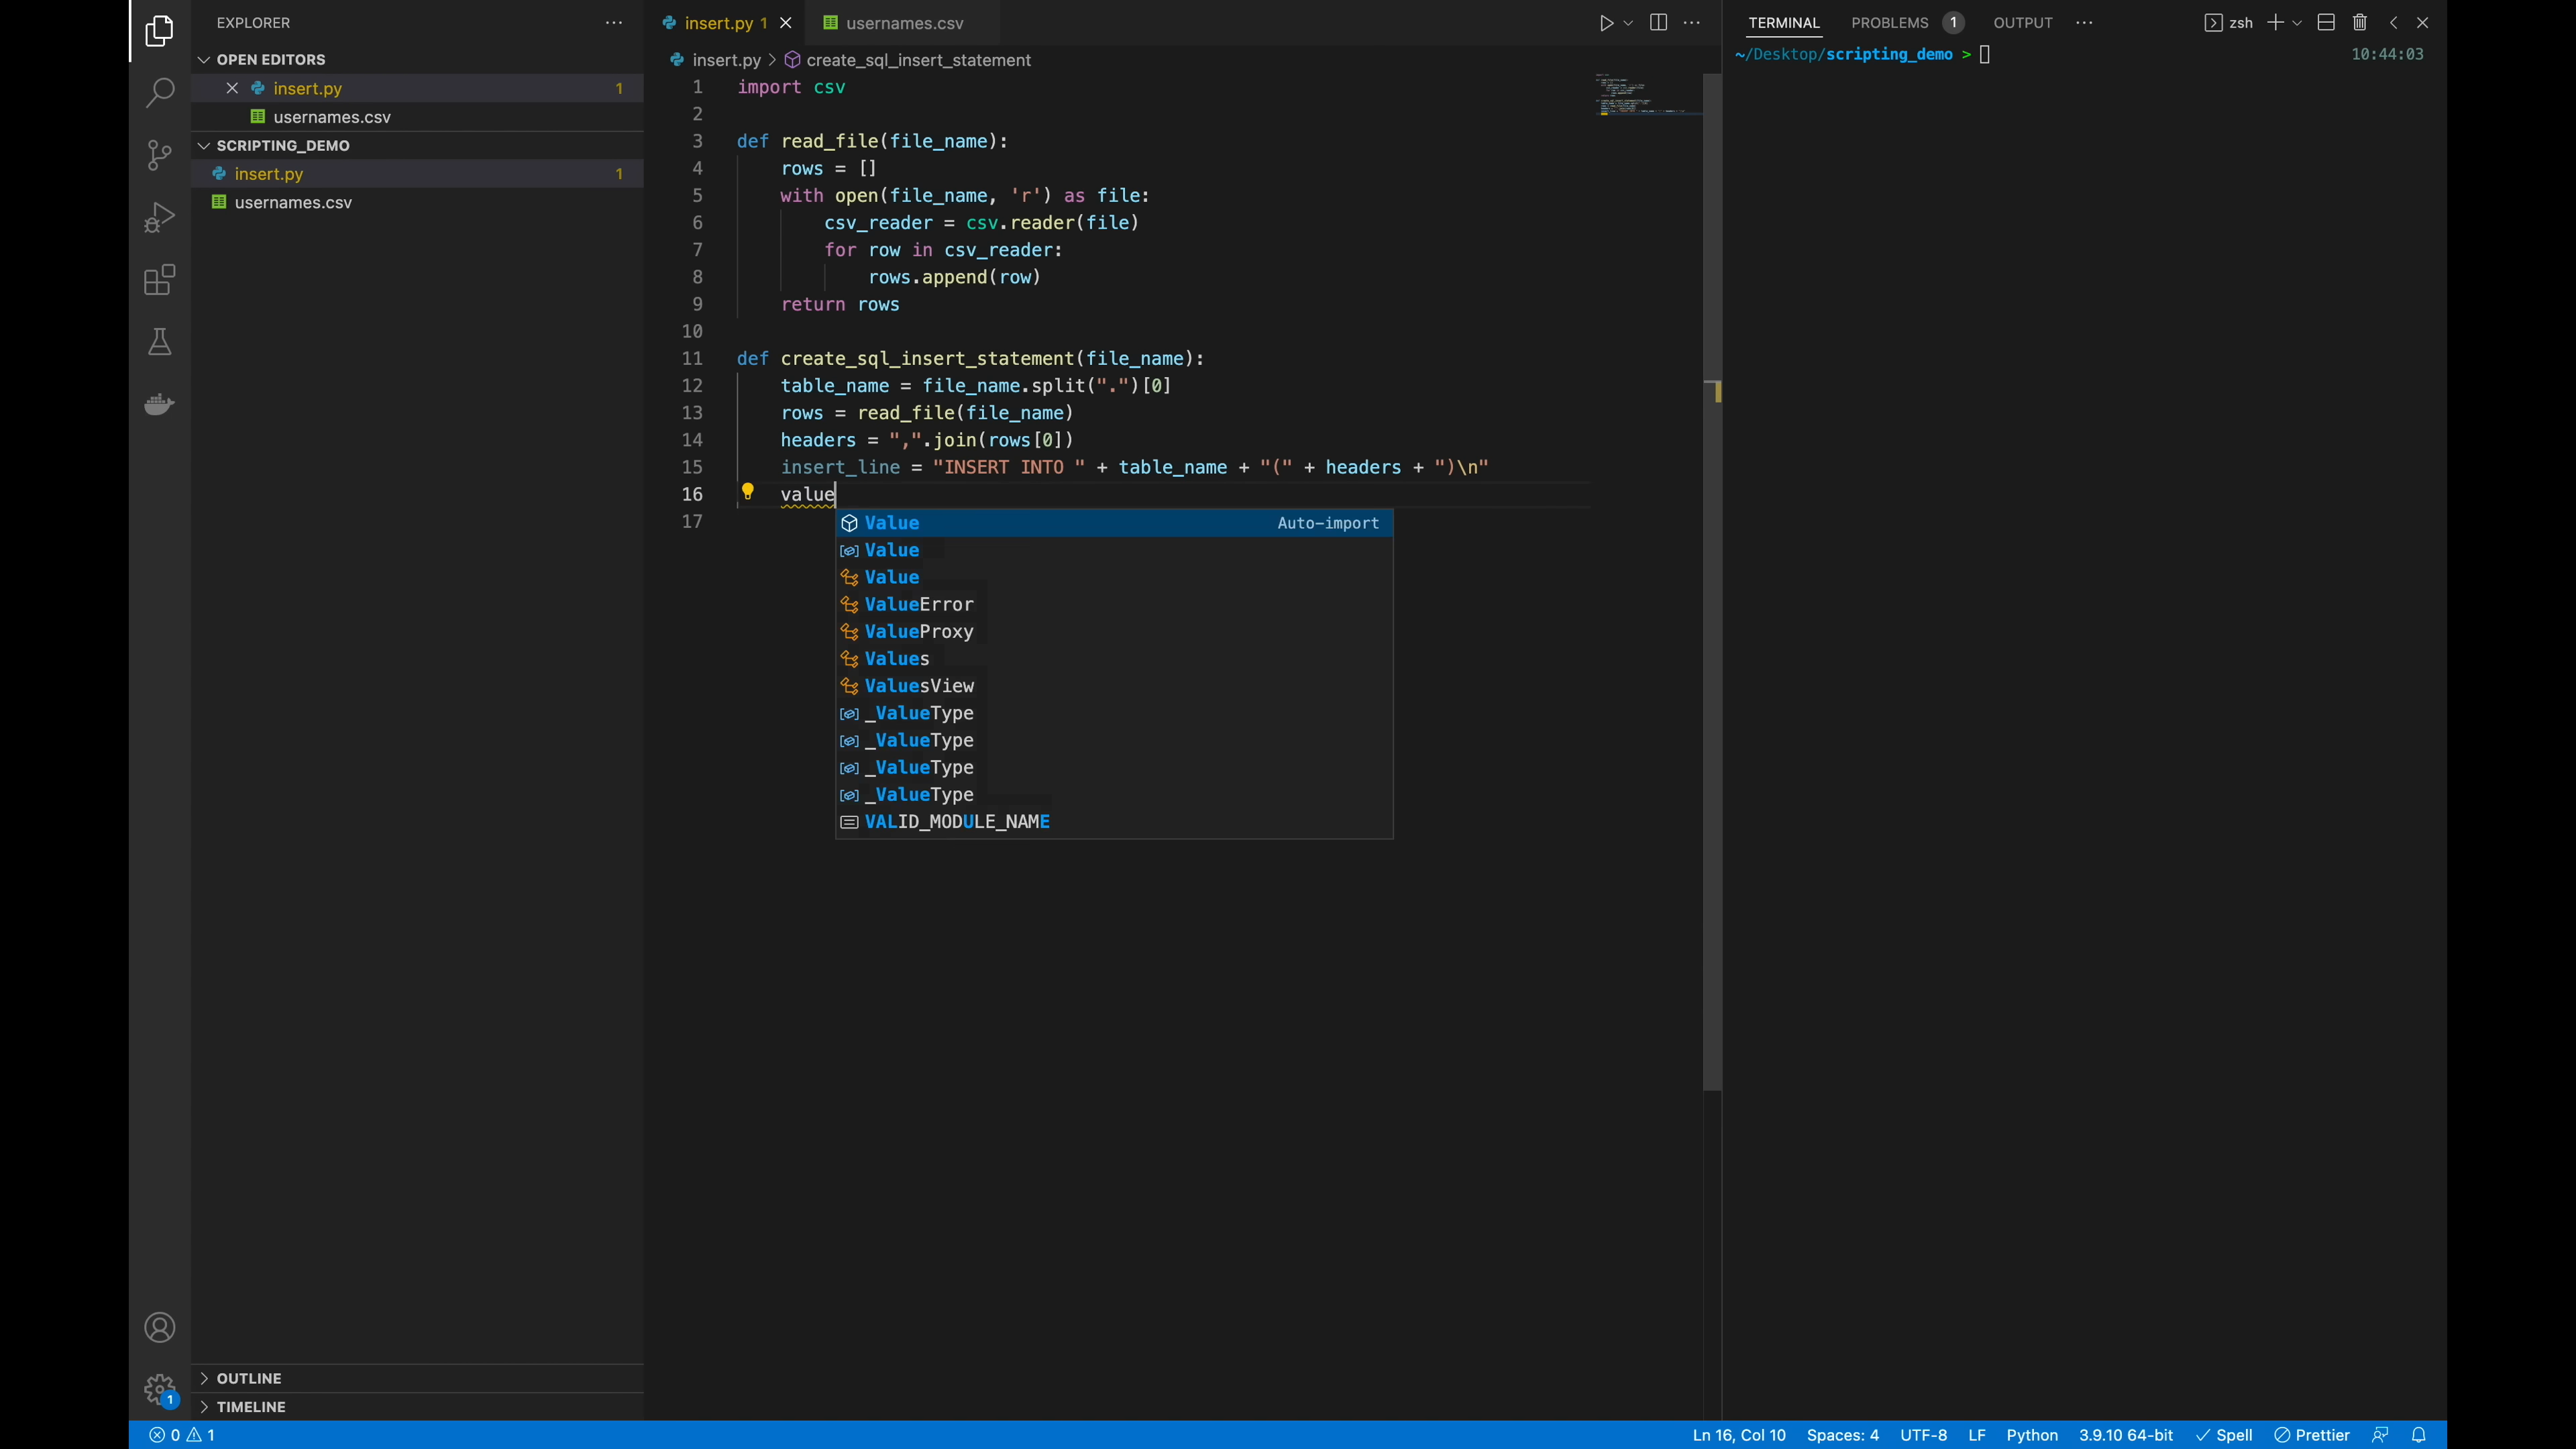 EXPLORER
OPEN EDITORS
insert.py 1
usernames.csv
SCRIPTING_DEMO
insert.py 1
usernames.csv
OUTLINE
TIMELINE
1
insert.py 1
usernames.csv
insert.py > create_sql_insert_statement
1 import csv
2
3 def read_file(file_name):
4 rows = []
5 with open(file_name, 'r') as file:
6 csv_reader = csv.reader(file)
7 for row in csv_reader:
8 rows.append(row)
9 return rows
10
11 def create_sql_insert_statement(file_name):
12 table_name = file_name.split(".")[0]
13 rows = read_file(file_name)
14 headers = ",".join(rows[0])
15 insert_line = "INSERT INTO " + table_name + "(" + headers + ")\n"
16 value
17
Value Auto-import
Value
Value
ValueError
ValueProxy
Values
ValuesView
_ValueType
_ValueType
_ValueType
_ValueType
VALID_MODULE_NAME
TERMINAL PROBLEMS 1 OUTPUT zsh
~/Desktop/scripting_demo > 10:44:03
0 1 Ln 16, Col 10 Spaces: 4 UTF-8 LF Python 3.9.10 64-bit Spell Prettier